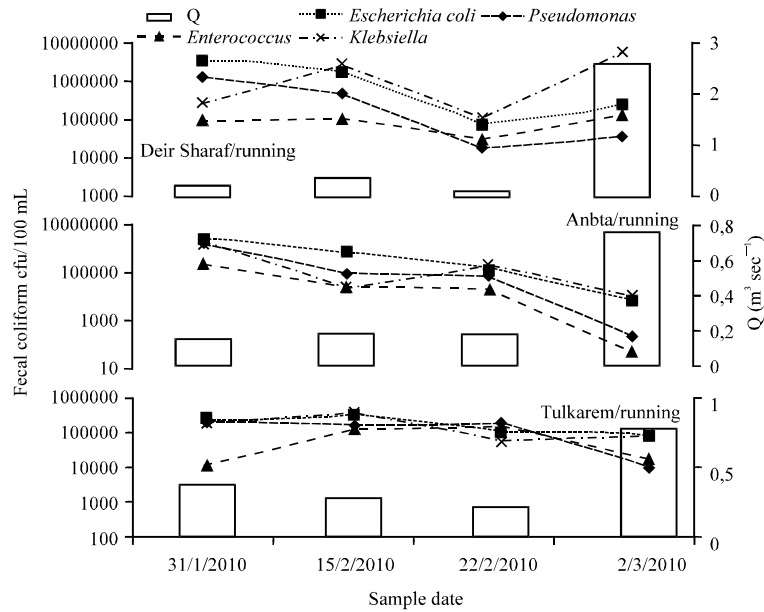 Q Escherichia coli Pseudomonas
Enterococcus Klebsiella
10000000
1000000
100000
10000
1000
3
2
1
0
Deir Sharaf/running
10000000
100000
1000
10
Anbta/running
0,8
0,6
0,4
0,2
0
1000000
100000
10000
1000
100
Tulkarem/running
1
0,5
0
Fecal coliform cfu/100 mL
Q (m³ sec⁻¹)
31/1/2010 15/2/2010 22/2/2010 2/3/2010
Sample date